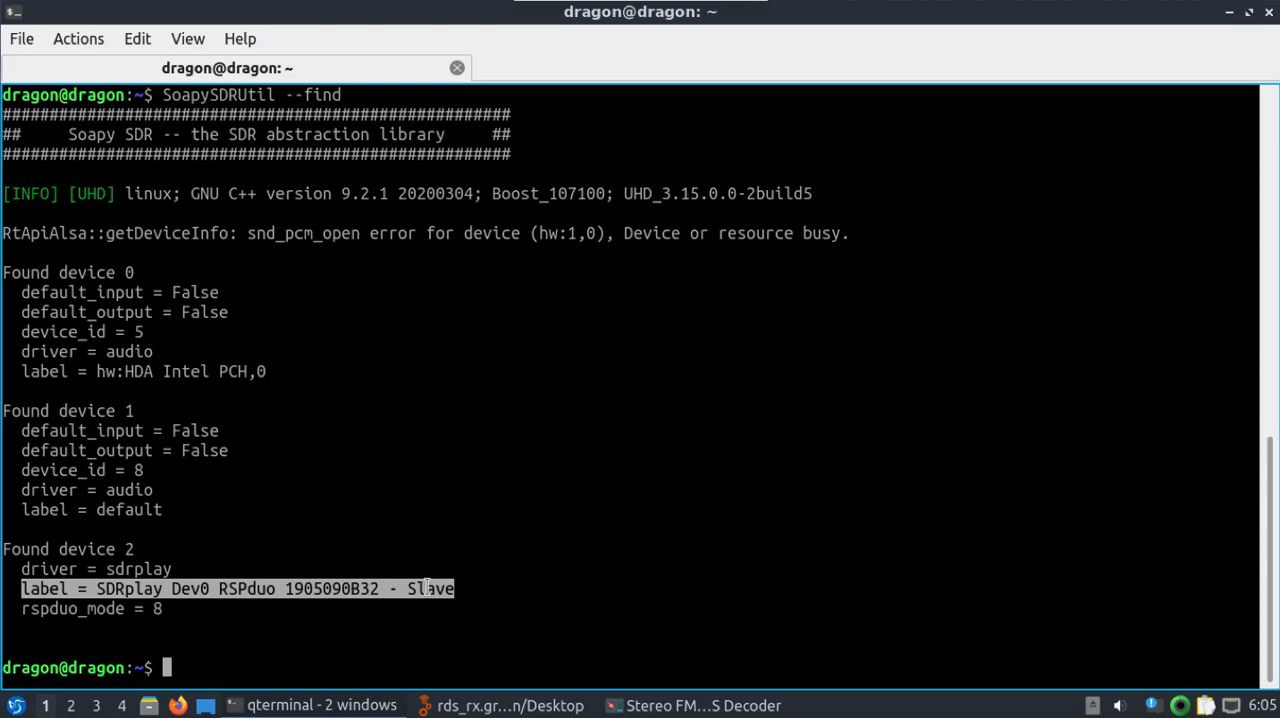 dragon@dragon: ~
File Actions Edit View Help
dragon@dragon: ~
dragon@dragon:~$ SoapySDRUtil --find
######################################################
##     Soapy SDR -- the SDR abstraction library     ##
######################################################
[INFO] [UHD] linux; GNU C++ version 9.2.1 20200304; Boost_107100; UHD_3.15.0.0-2build5
RtApiAlsa::getDeviceInfo: snd_pcm_open error for device (hw:1,0), Device or resource busy.
Found device 0
default_input = False
default_output = False
device_id = 5
driver = audio
label = hw:HDA Intel PCH,0
Found device 1
default_input = False
default_output = False
device_id = 8
driver = audio
label = default
Found device 2
driver = sdrplay
label = SDRplay Dev0 RSPduo 1905090B32 - Slave
rspduo_mode = 8
dragon@dragon:~$
1 2 3 4 qterminal - 2 windows rds_rx.gr...n/Desktop Stereo FM...S Decoder 6:05